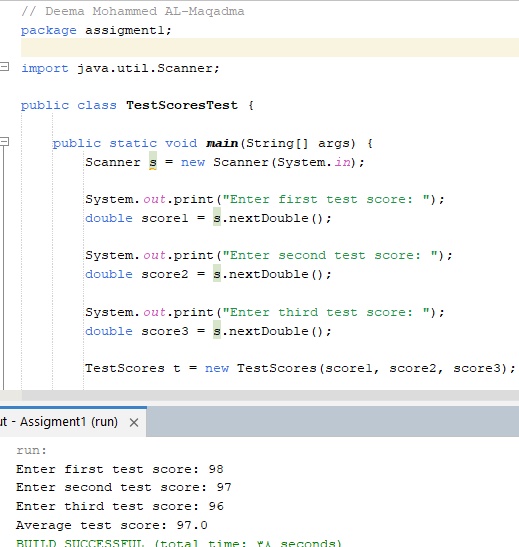 // Deema Mohammed AL-Maqadma
package assigment1;
import java.util.Scanner;
public class TestScoresTest {
public static void main(String[] args) {
Scanner s = new Scanner(System.in);
System.out.print("Enter first test score: ");
double score1 = s.nextDouble();
System.out.print("Enter second test score: ");
double score2 = s.nextDouble();
System.out.print("Enter third test score: ");
double score3 = s.nextDouble();
TestScores t = new TestScores(score1, score2, score3);
ut - Assigment1 (run) ×
run:
Enter first test score: 98
Enter second test score: 97
Enter third test score: 96
Average test score: 97.0
BUILD SUCCESSFUL (total time: ٣٨ seconds)